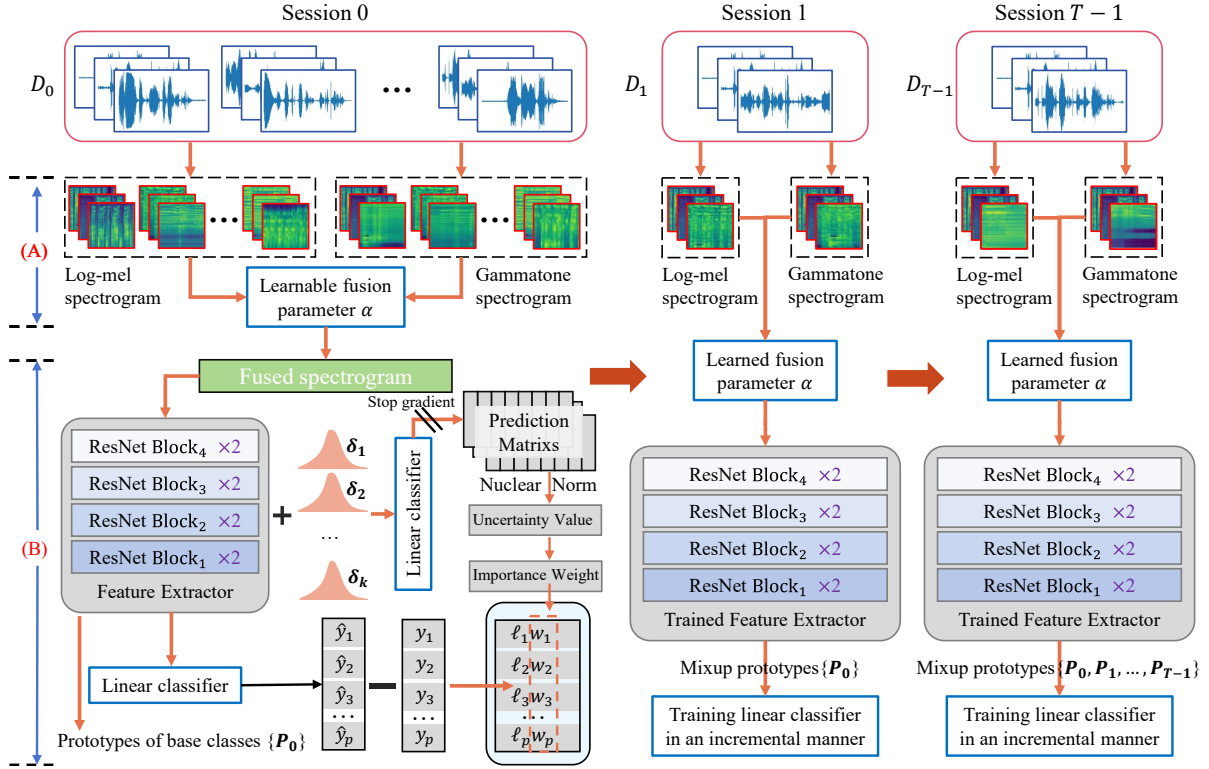 Session 0
Session 1
Session T − 1
D₀
D₁
D_{T−1}
...
(A)
...
...
Log-mel
spectrogram
Gammatone
spectrogram
Learnable fusion
parameter α
Log-mel
spectrogram
Gammatone
spectrogram
Log-mel
spectrogram
Gammatone
spectrogram
Fused spectrogram
Learned fusion
parameter α
Learned fusion
parameter α
(B)
ResNet Block₄ ×2
ResNet Block₃ ×2
ResNet Block₂ ×2
ResNet Block₁ ×2
Feature Extractor
+
δ₁
δ₂
...
δₖ
Linear classifier
Stop gradient
Prediction
Matrixs
Nuclear Norm
Uncertainty Value
Importance Weight
ResNet Block₄ ×2
ResNet Block₃ ×2
ResNet Block₂ ×2
ResNet Block₁ ×2
Trained Feature Extractor
ResNet Block₄ ×2
ResNet Block₃ ×2
ResNet Block₂ ×2
ResNet Block₁ ×2
Trained Feature Extractor
Linear classifier
ŷ₁
ŷ₂
ŷ₃
...
ŷₚ
−
y₁
y₂
y₃
...
yₚ
ℓ₁w₁
ℓ₂w₂
ℓ₃w₃
...
ℓₚwₚ
Prototypes of base classes {P₀}
Mixup prototypes{P₀}
Training linear classifier
in an incremental manner
Mixup prototypes{P₀, P₁, ... , P_{T−1}}
Training linear classifier
in an incremental manner